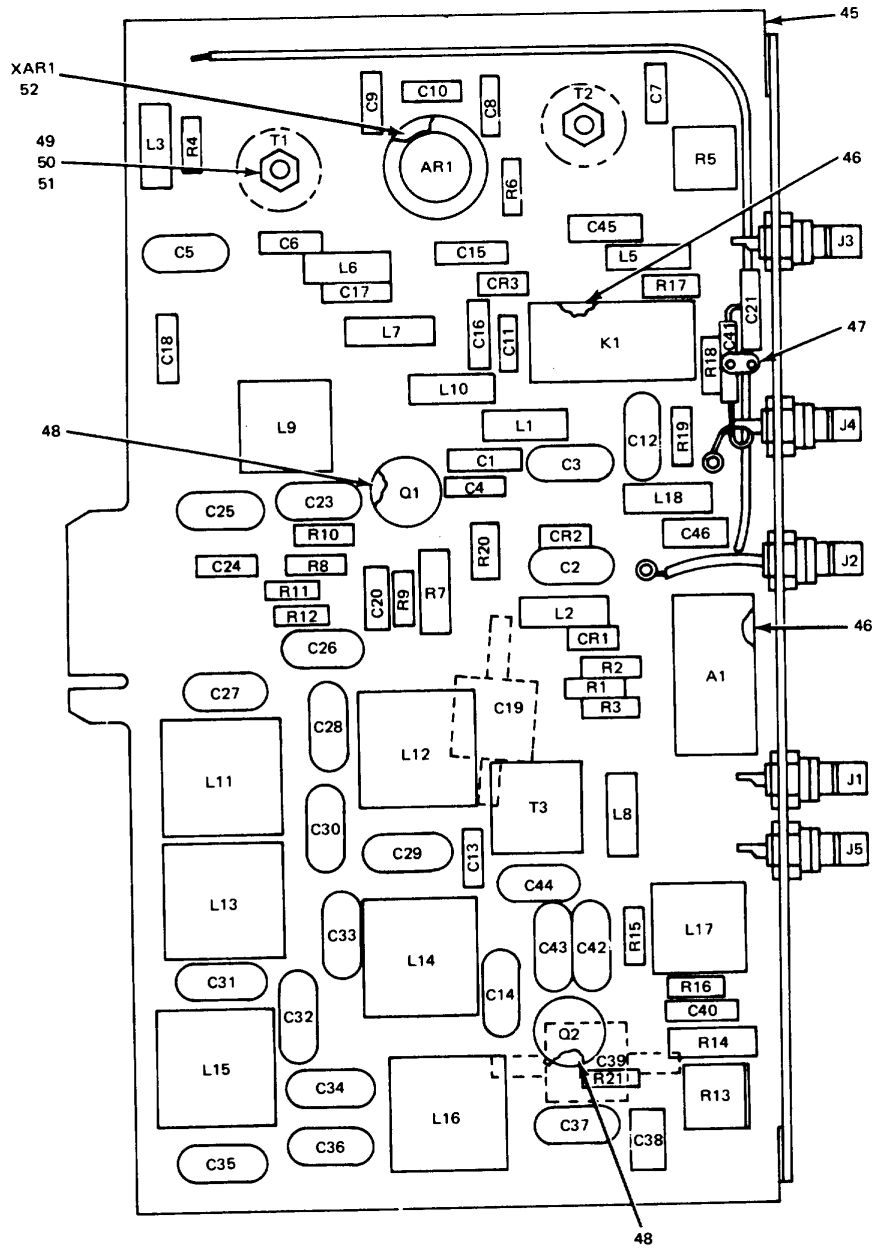 45
XAR1
52
C9
C10
C8
T2
C7
L3
R4
T1
49
50
51
AR1
R6
R5
46
C5
C6
L6
C17
C15
CR3
C45
L5
R17
J3
C21
C18
L7
C16
C11
K1
R18
C41
47
L10
L9
L1
C12
R19
J4
48
C1
C3
Q1
C4
L18
C25
C23
R10
R20
CR2
C46
C24
R8
C2
J2
R11
R12
C20
R9
R7
L2
CR1
46
C26
R2
R1
R3
A1
C27
C28
C19
L12
L11
T3
L8
J1
C30
C29
C13
J5
C44
L13
C33
L14
C43
C42
R15
L17
C31
C32
C14
R16
C40
Q2
R14
L15
C39
R21
C34
L16
R13
C37
C38
C36
C35
48